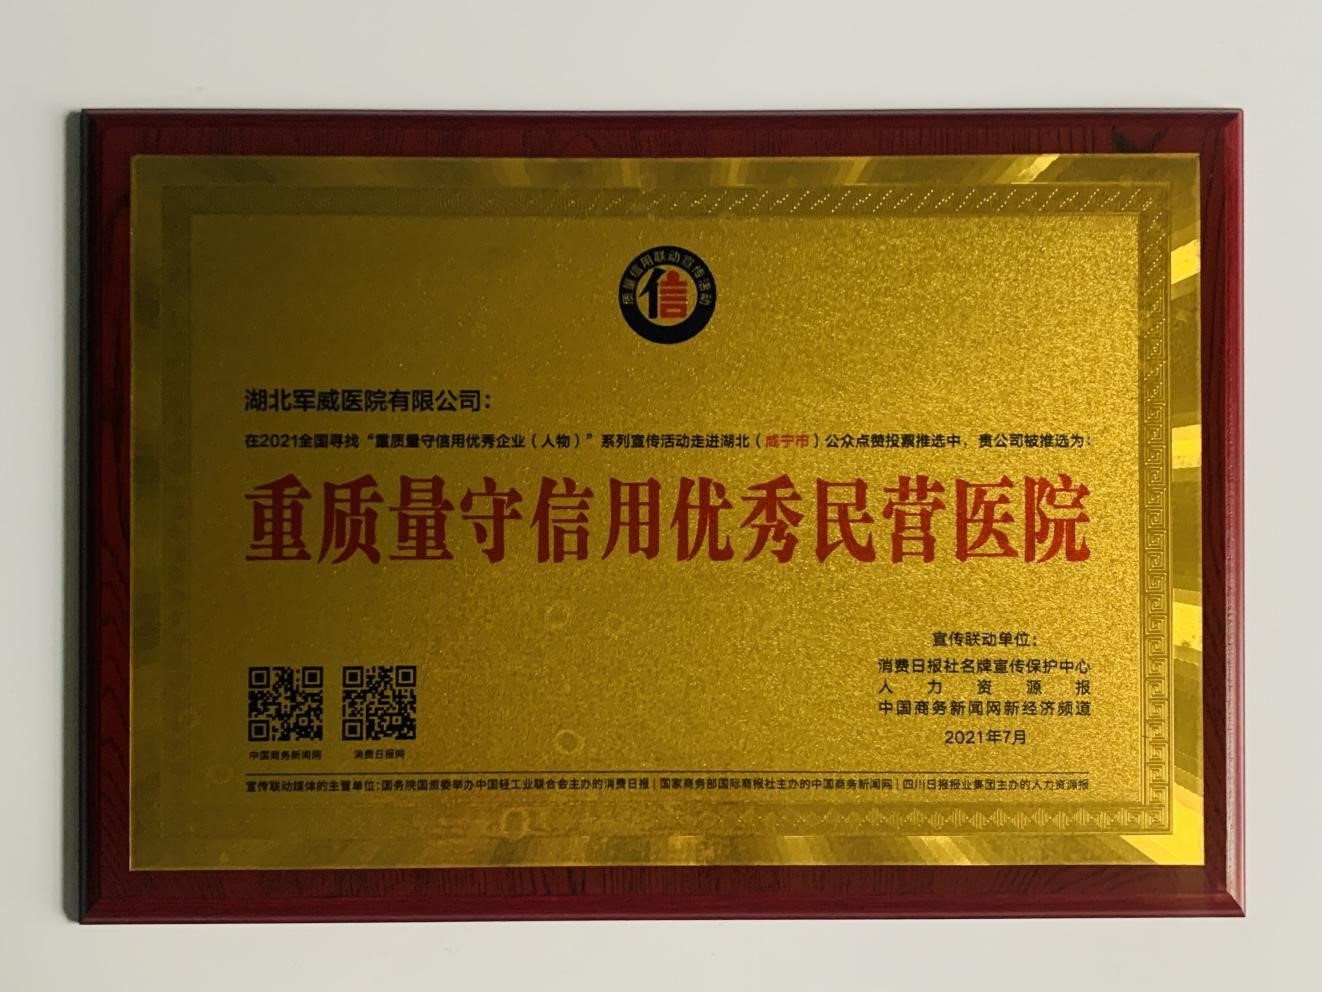 质量信用联动宣传活动
信
湖北军威医院有限公司：
在2021全国寻找“重质量守信用优秀企业（人物）”系列宣传活动走进湖北（咸宁市）公众点赞投票推选中，贵公司被推选为：
重质量守信用优秀民营医院
宣传联动单位：
消费日报社名牌宣传保护中心
人力资源报
中国商务新闻网新经济频道
2021年7月
中国商务新闻网
消费日报网
宣传联动媒体的主管单位：国务院国资委举办中国轻工业联合会主办的消费日报|国家商务部国际商报社主办的中国商务新闻网|四川日报报业集团主办的人力资源报